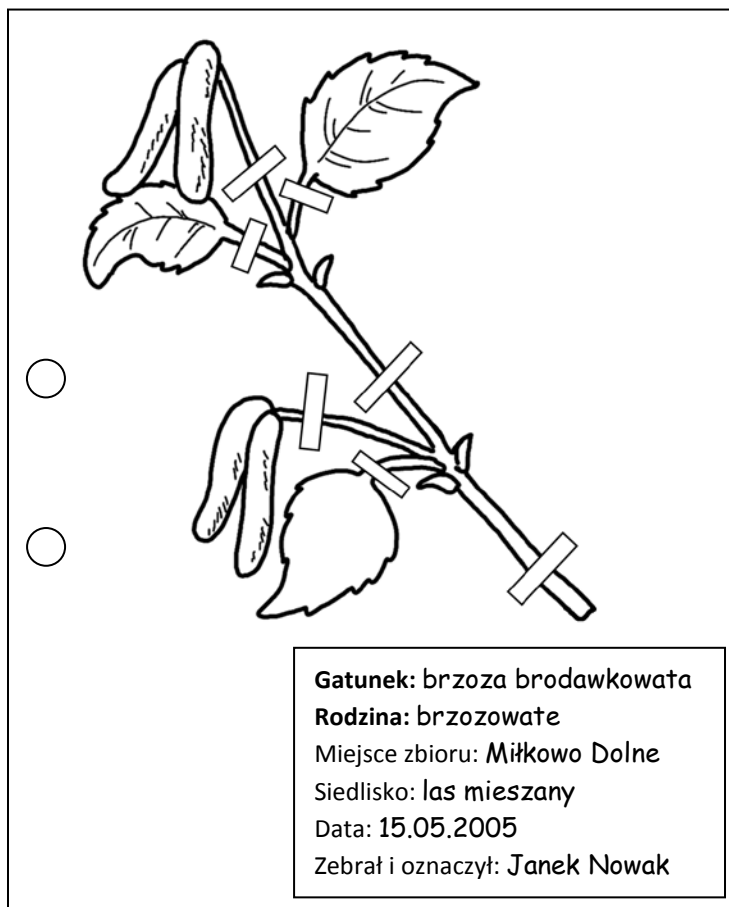 Gatunek: brzoza brodawkowata
Rodzina: brzozowate
Miejsce zbioru: Miłkowo Dolne
Siedlisko: las mieszany
Data: 15.05.2005
Zebrał i oznaczył: Janek Nowak